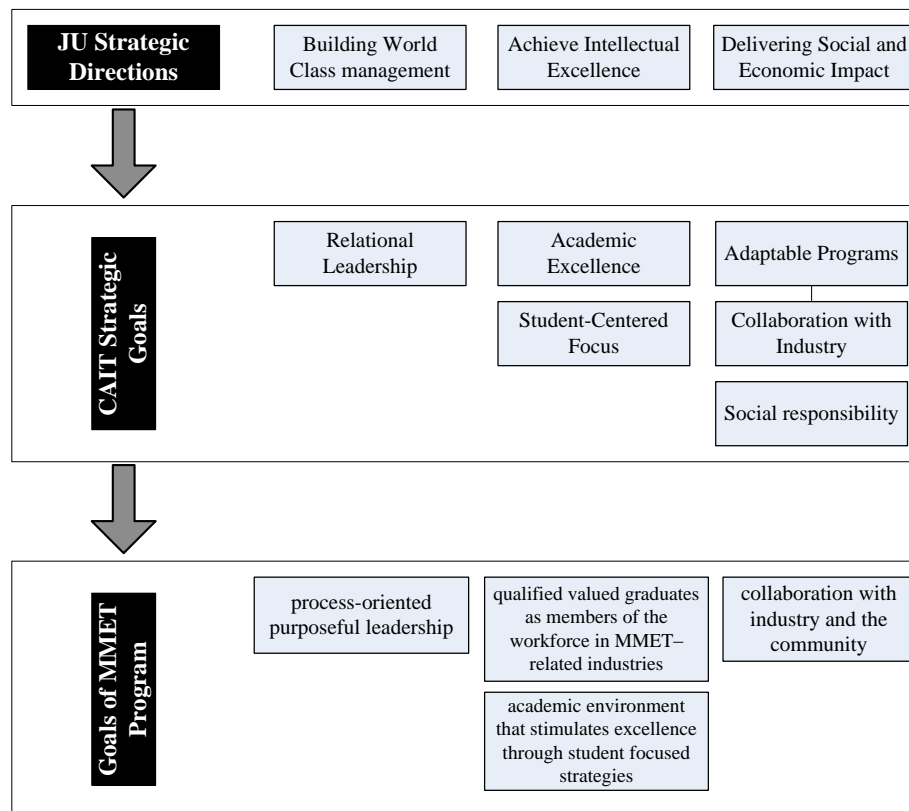 JU Strategic
Directions
Building World
Class management
Achieve Intellectual
Excellence
Delivering Social and
Economic Impact
CAIT Strategic
Goals
Relational
Leadership
Academic
Excellence
Adaptable Programs
Student-Centered
Focus
Collaboration with
Industry
Social responsibility
Goals of MMET
Program
process-oriented
purposeful leadership
qualified valued graduates
as members of the
workforce in MMET–
related industries
collaboration with
industry and the
community
academic environment
that stimulates excellence
through student focused
strategies